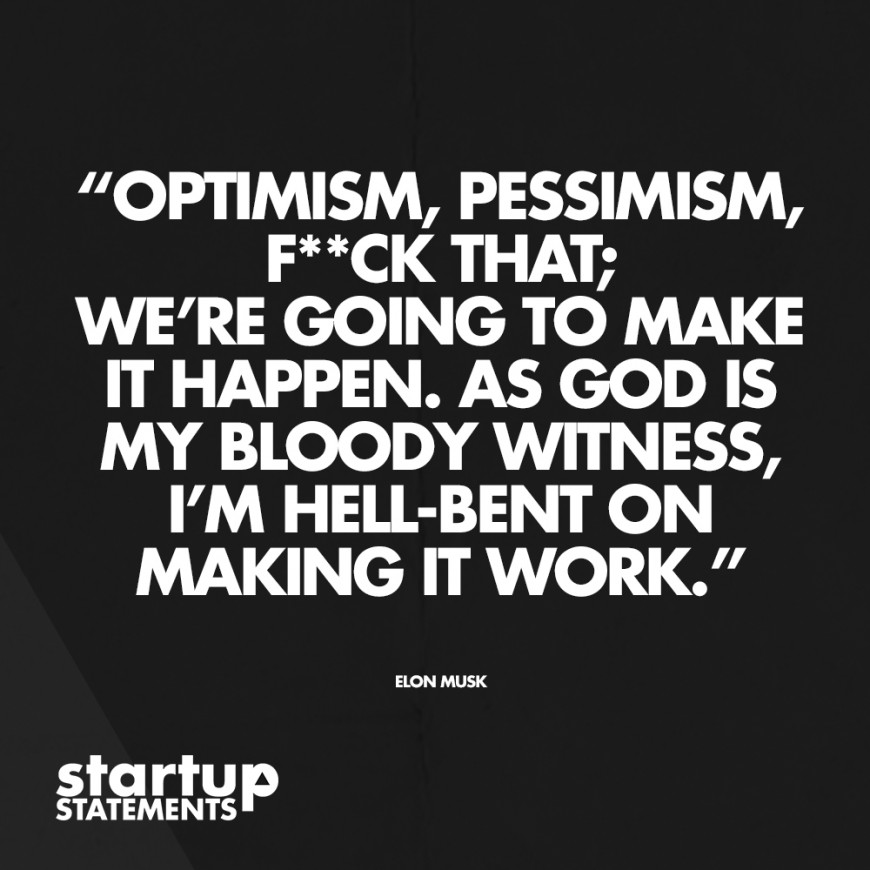 “OPTIMISM, PESSIMISM,
F**CK THAT;
WE’RE GOING TO MAKE
IT HAPPEN. AS GOD IS
MY BLOODY WITNESS,
I’M HELL-BENT ON
MAKING IT WORK.”
ELON MUSK
startup
STATEMENTS